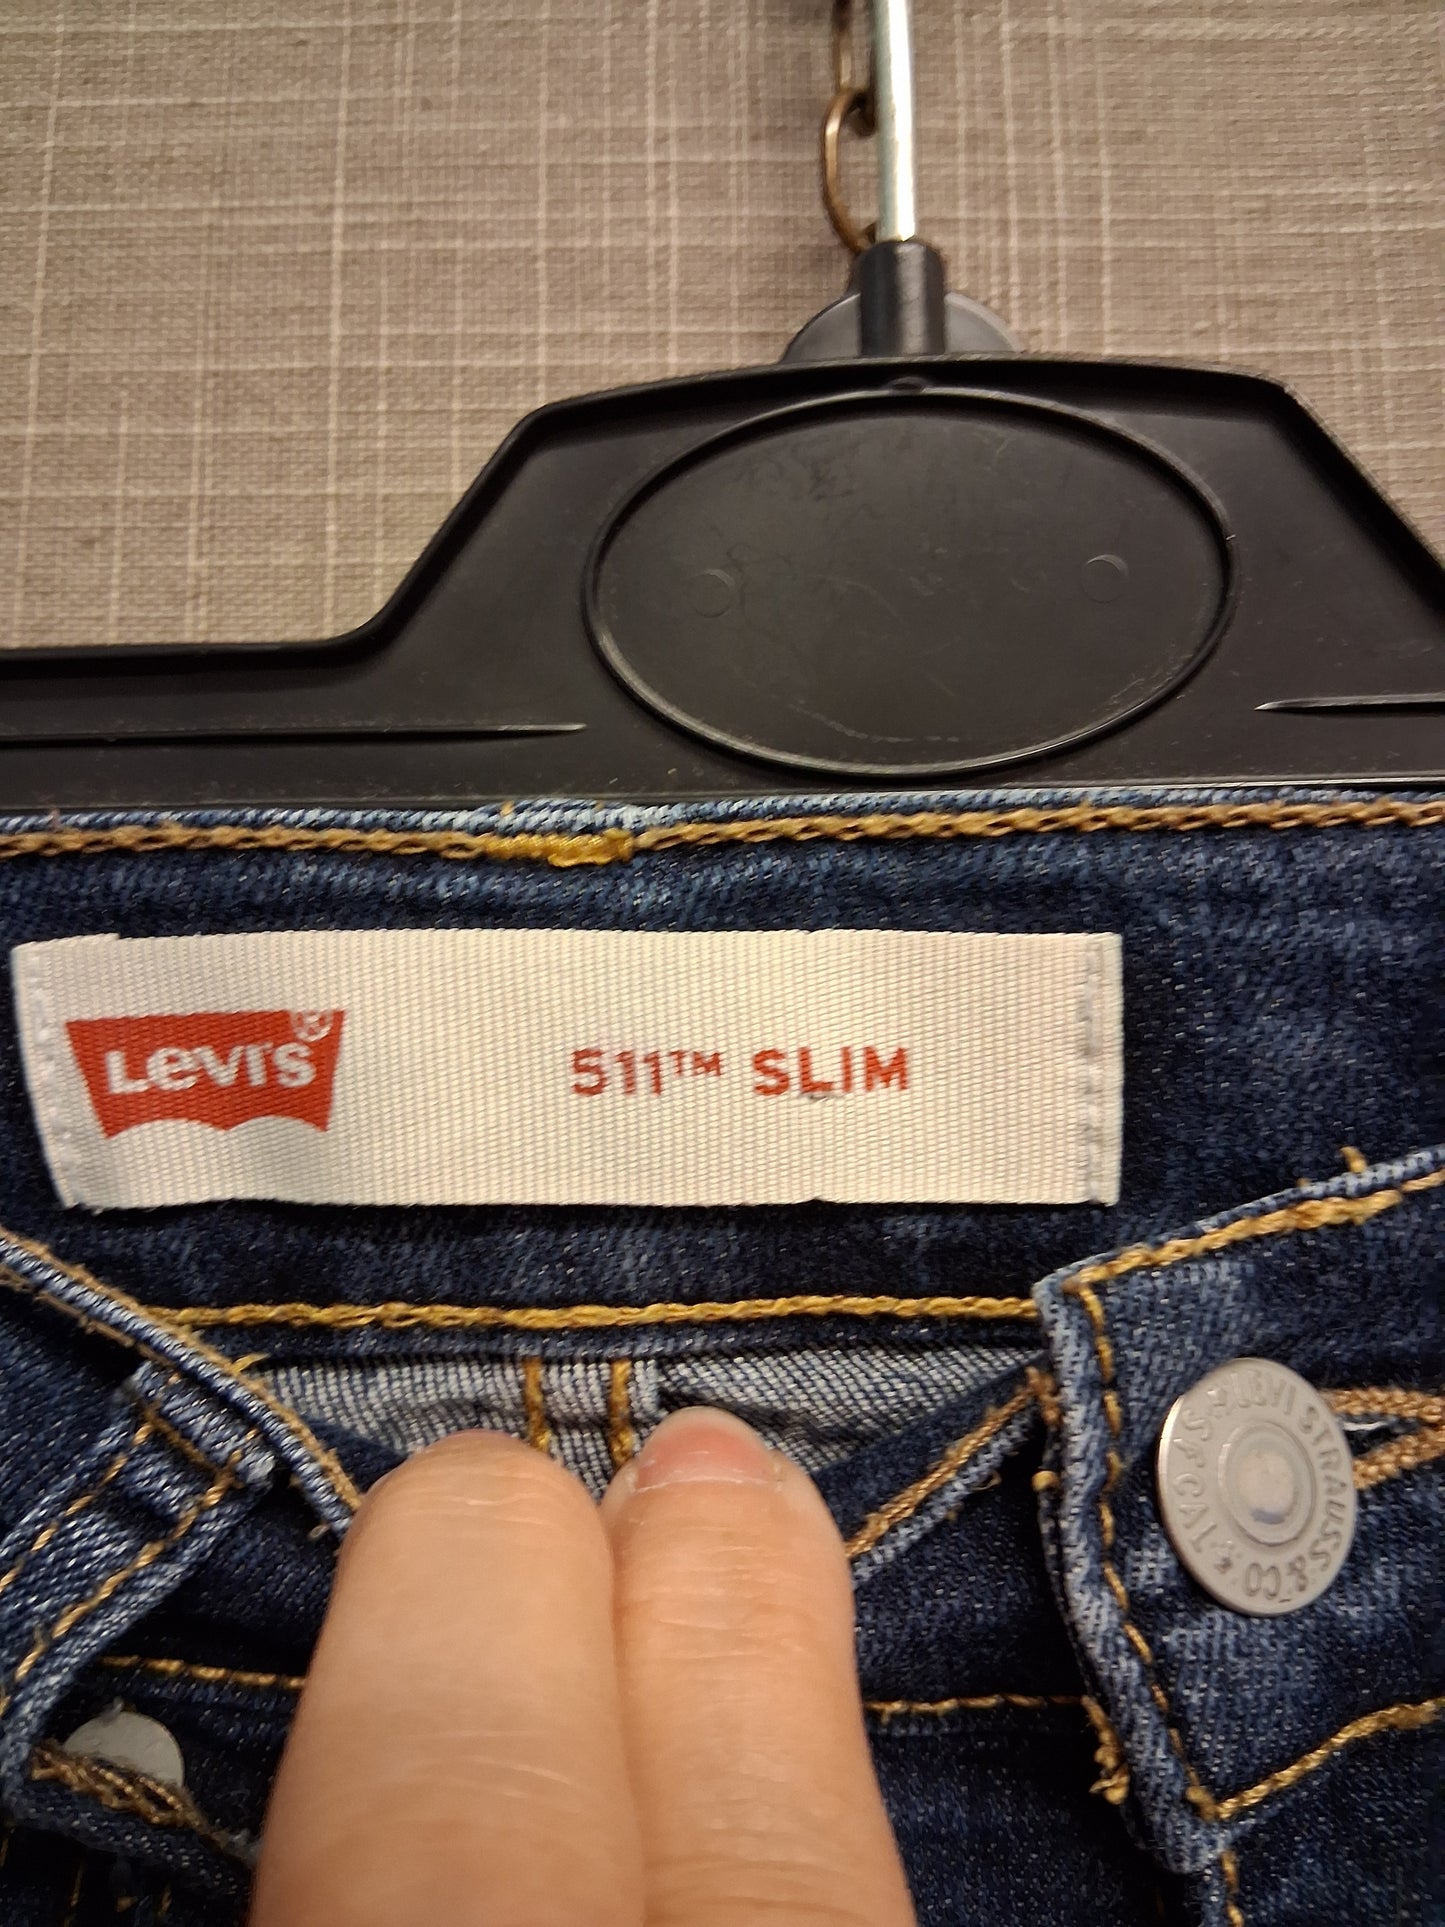 Levi's®
511™ SLIM
LEVI STRAUSS & CO.
S.F. CAL.